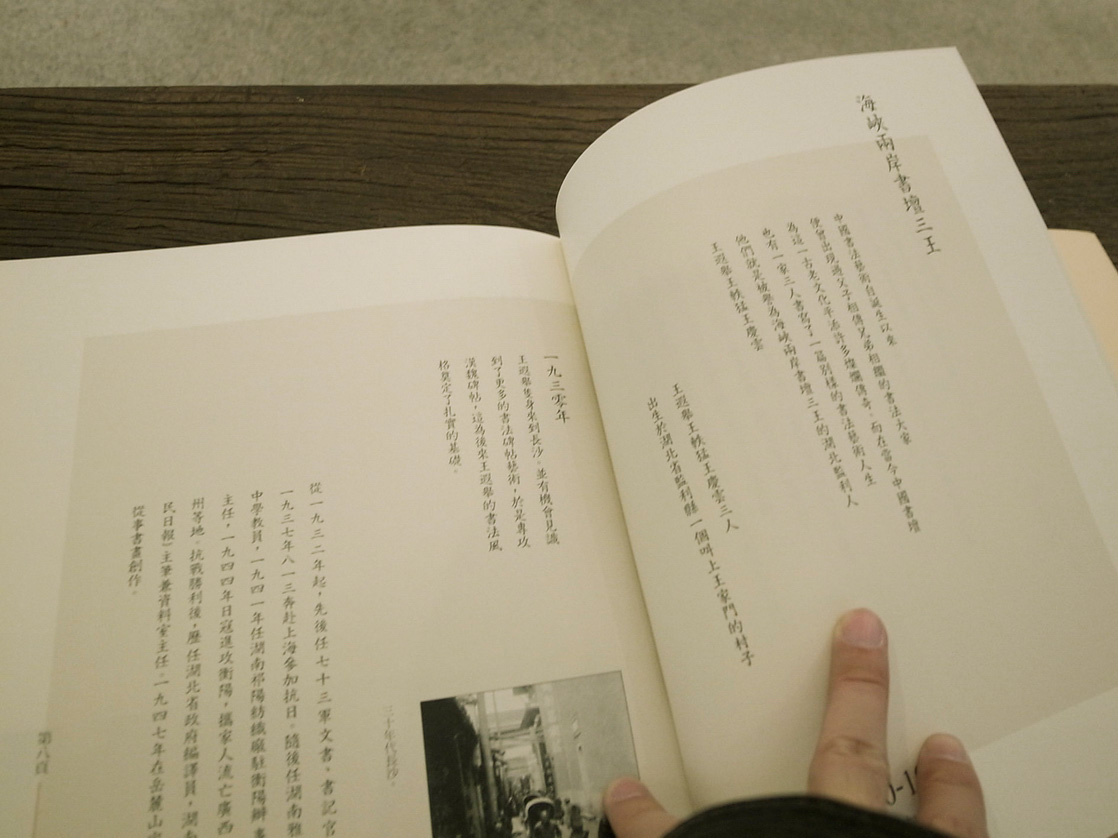 海峽兩岸書壇三王
中國書法藝術自誕生以來
便曾出現過父子相傳兄弟相攜的書法大家
為這一古老文化平添許多燦爛傳奇。而在當今中國書壇
也有一家三人書寫了一篇別樣的書法藝術人生
他們就是被譽為海峽兩岸書壇三王的湖北監利人
王遐舉王軼猛王慶雲
王遐舉王軼猛王慶雲三人
出生於湖北省監利縣一個叫上王家門的村子
一九三零年
王遐舉隻身來到長沙。並有機會見識
到了更多的書法碑帖藝術，於是專攻
漢魏碑帖，這為後來王遐舉的書法風
格奠定了扎實的基礎。
從一九三二年起，先後任七十三軍文書、書記官
一九三七年八一三奔赴上海參加抗日。隨後任湖南雅
中學教員，一九四一年任湖南祁陽紡織廠駐衡陽辦事
主任，一九四四年日寇進攻衡陽，攜家人流亡廣西
州等地。抗戰勝利後，歷任湖北省政府編譯員，湖南
民日報》主筆兼資料室主任。一九四七年在岳麓山
從事書畫創作。
三十年代長沙。
第八頁